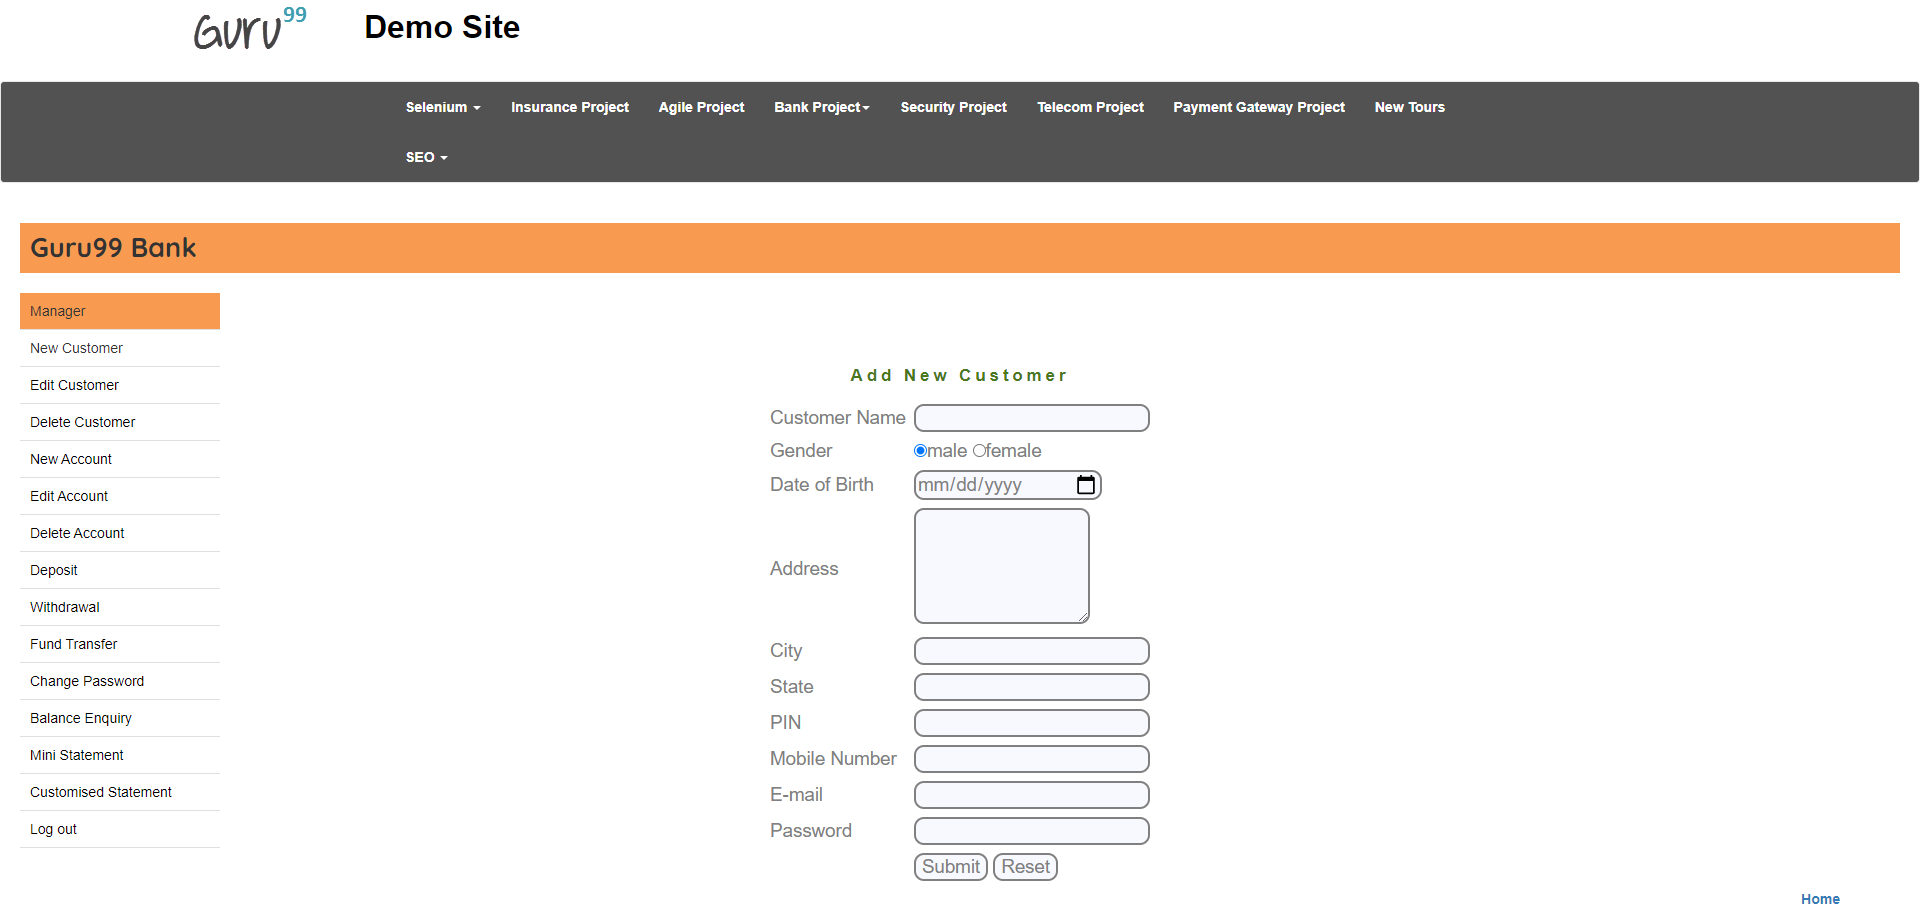 Guru99 Demo Site
Selenium Insurance Project Agile Project Bank Project Security Project Telecom Project Payment Gateway Project New Tours
SEO
Guru99 Bank
Manager
New Customer
Edit Customer
Delete Customer
New Account
Edit Account
Delete Account
Deposit
Withdrawal
Fund Transfer
Change Password
Balance Enquiry
Mini Statement
Customised Statement
Log out
Add New Customer
Customer Name
Gender male female
Date of Birth mm/dd/yyyy
Address
City
State
PIN
Mobile Number
E-mail
Password
Submit Reset
Home